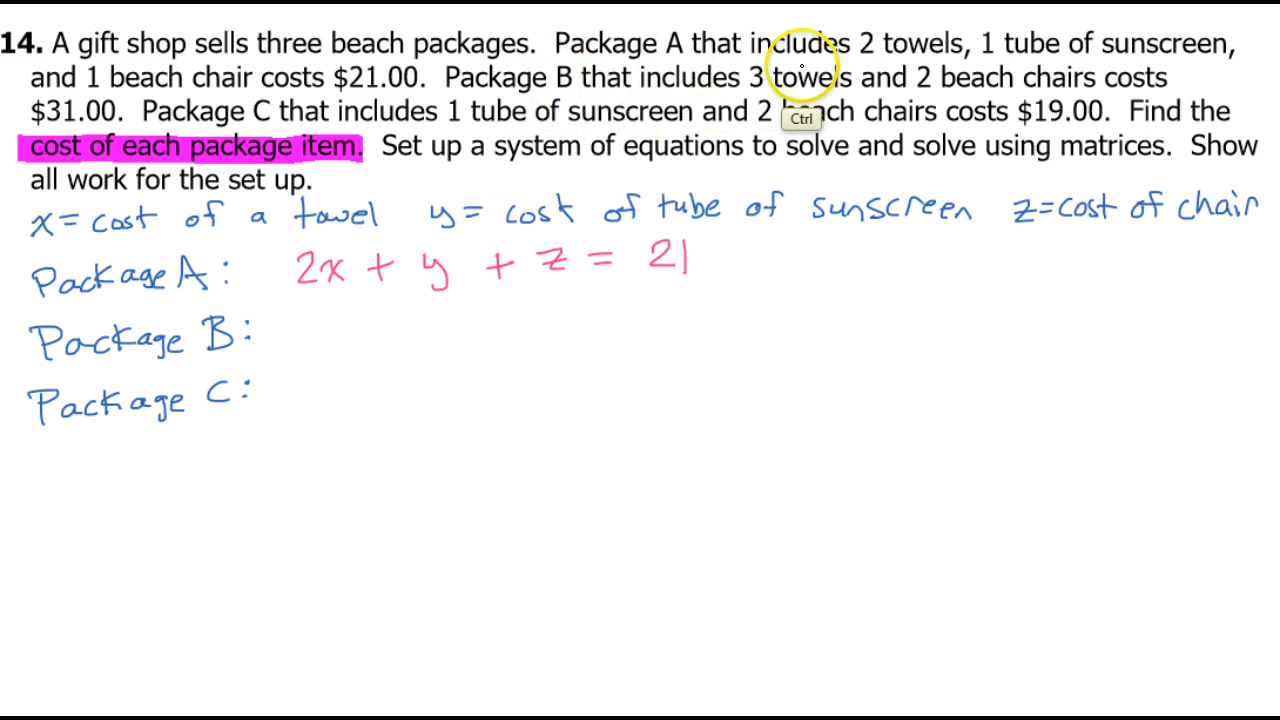 14. A gift shop sells three beach packages. Package A that includes 2 towels, 1 tube of sunscreen,
and 1 beach chair costs $21.00. Package B that includes 3 towels and 2 beach chairs costs
$31.00. Package C that includes 1 tube of sunscreen and 2 beach chairs costs $19.00. Find the
Ctrl
cost of each package item. Set up a system of equations to solve and solve using matrices. Show
all work for the set up.
x = cost of a towel y = cost of tube of sunscreen z = cost of chair
Package A: 2x + y + z = 21
Package B:
Package C: